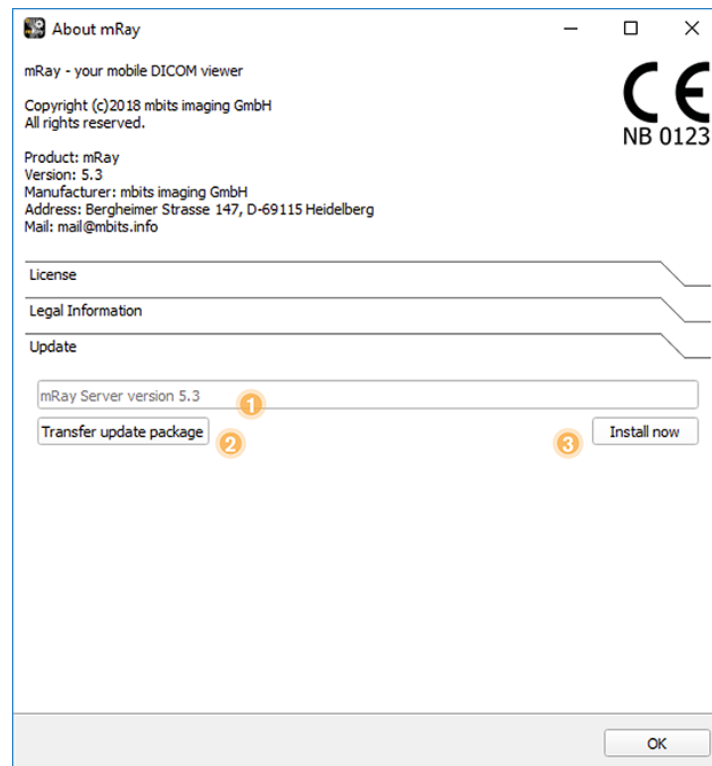 About mRay
mRay - your mobile DICOM viewer
Copyright (c)2018 mbits imaging GmbH
All rights reserved.
CE
NB 0123
Product: mRay
Version: 5.3
Manufacturer: mbits imaging GmbH
Address: Bergheimer Strasse 147, D-69115 Heidelberg
Mail: mail@mbits.info
License
Legal Information
Update
mRay Server version 5.3
1
Transfer update package
2
3
Install now
OK